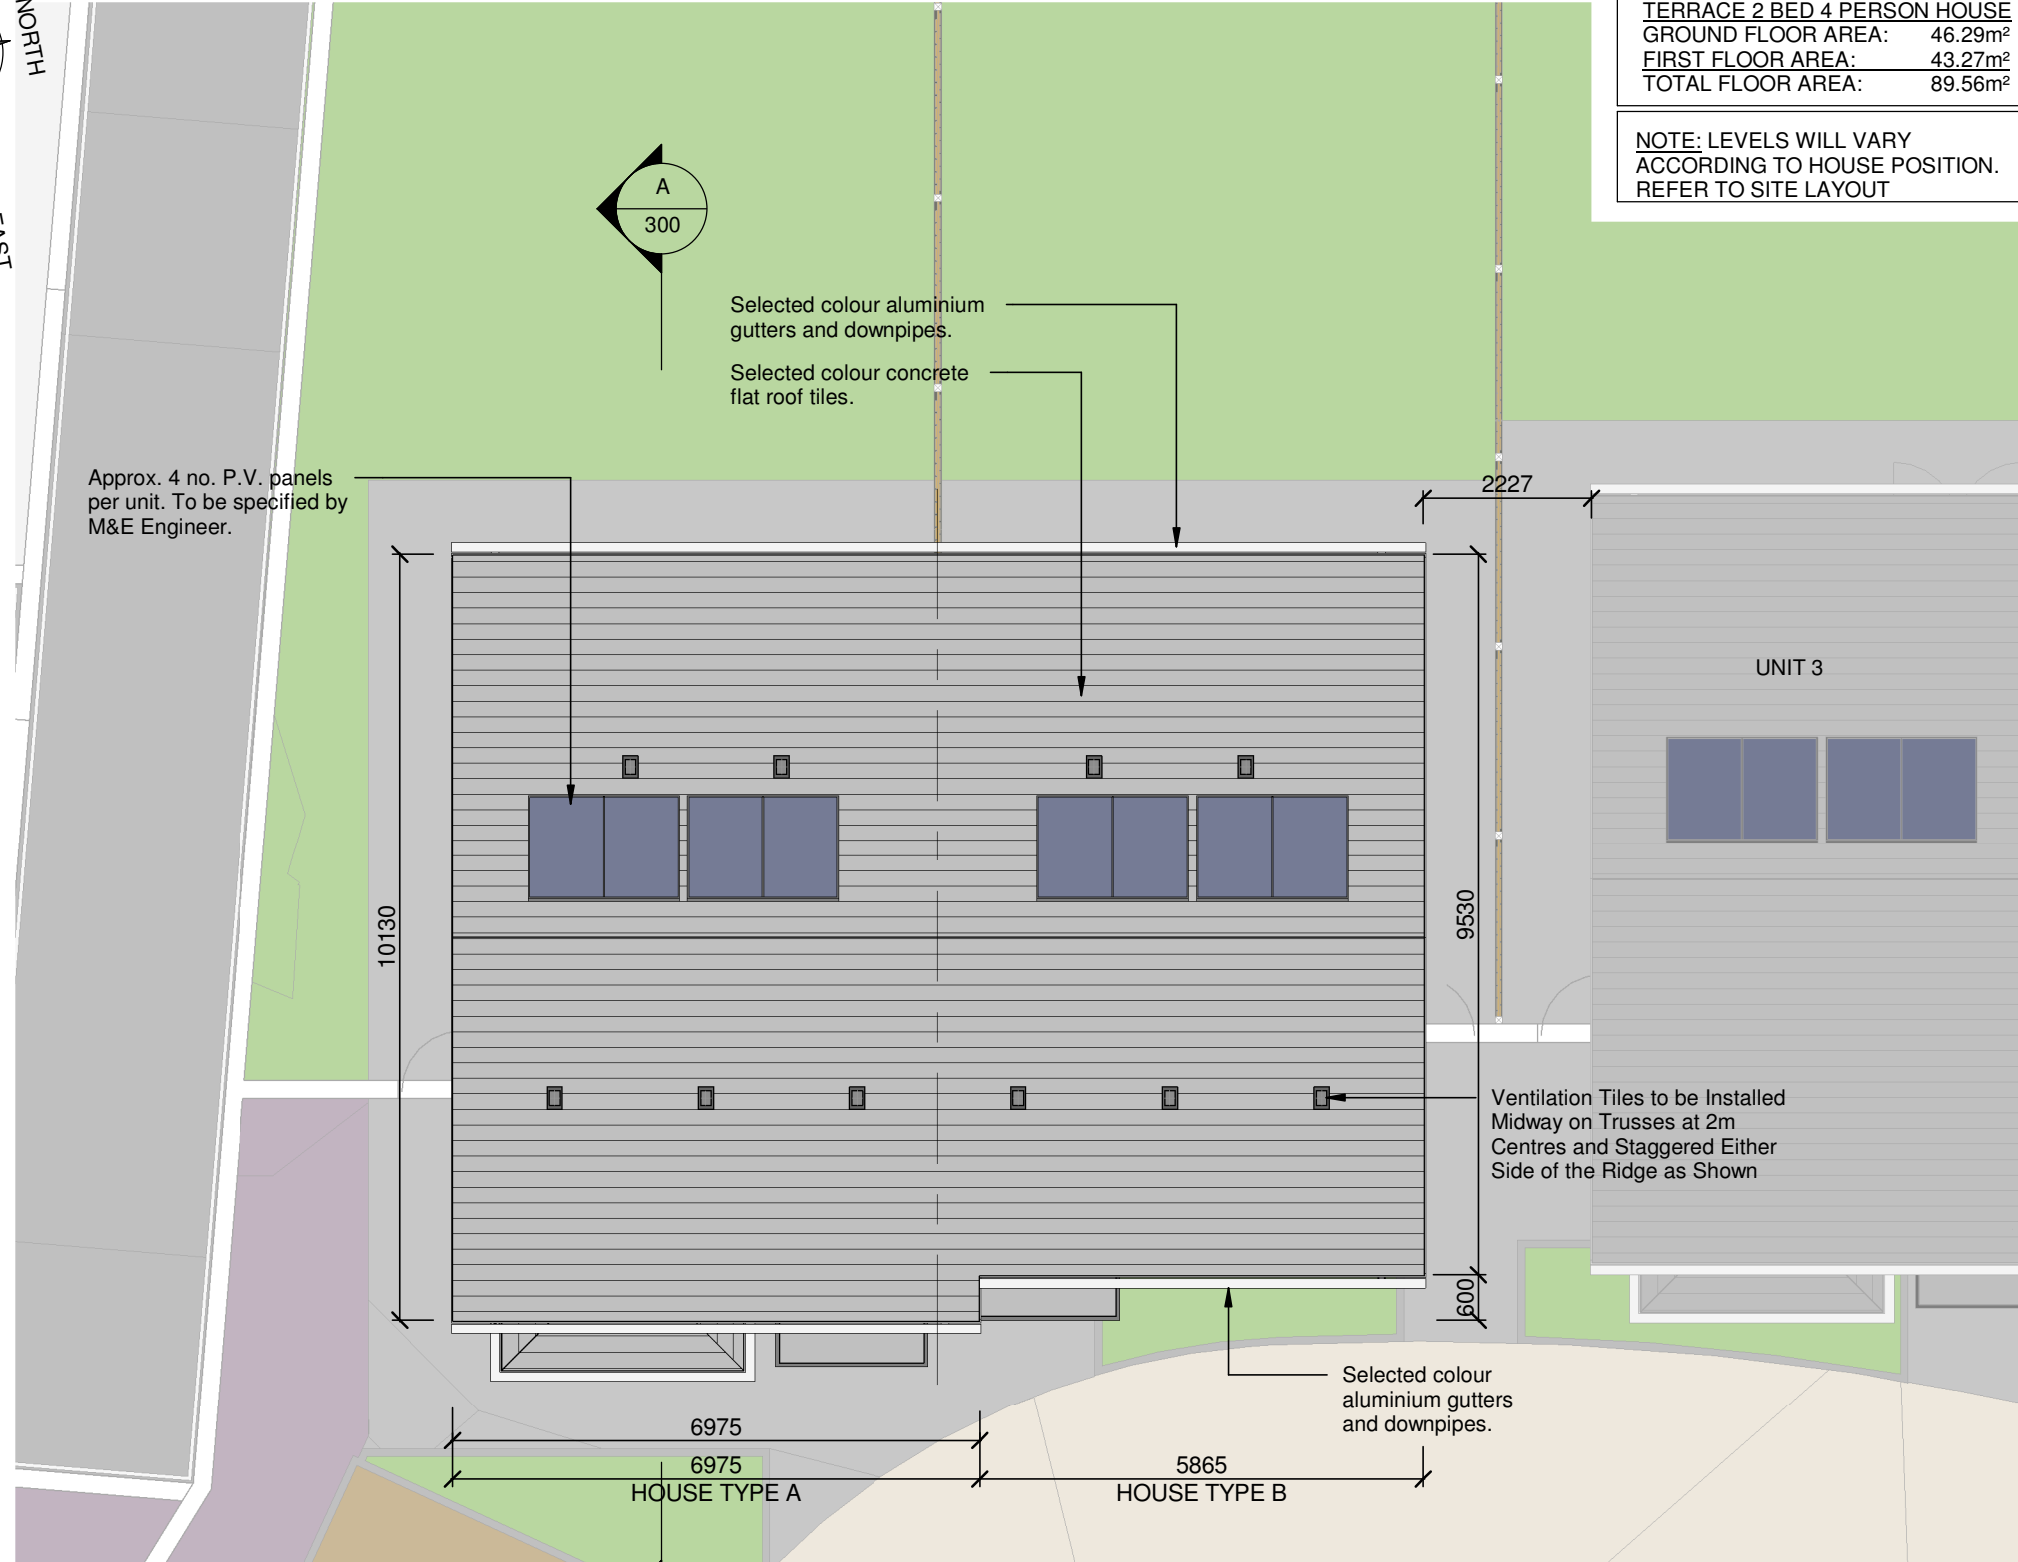 NORTH
EAST
TERRACE 2 BED 4 PERSON HOUSE
GROUND FLOOR AREA: 46.29m²
FIRST FLOOR AREA: 43.27m²
TOTAL FLOOR AREA: 89.56m²
NOTE: LEVELS WILL VARY
ACCORDING TO HOUSE POSITION.
REFER TO SITE LAYOUT
A
300
Selected colour aluminium
gutters and downpipes.
Selected colour concrete
flat roof tiles.
Approx. 4 no. P.V. panels
per unit. To be specified by
M&E Engineer.
2227
UNIT 3
10130
9530
Ventilation Tiles to be Installed
Midway on Trusses at 2m
Centres and Staggered Either
Side of the Ridge as Shown
600
Selected colour
aluminium gutters
and downpipes.
6975
6975
HOUSE TYPE A
5865
HOUSE TYPE B